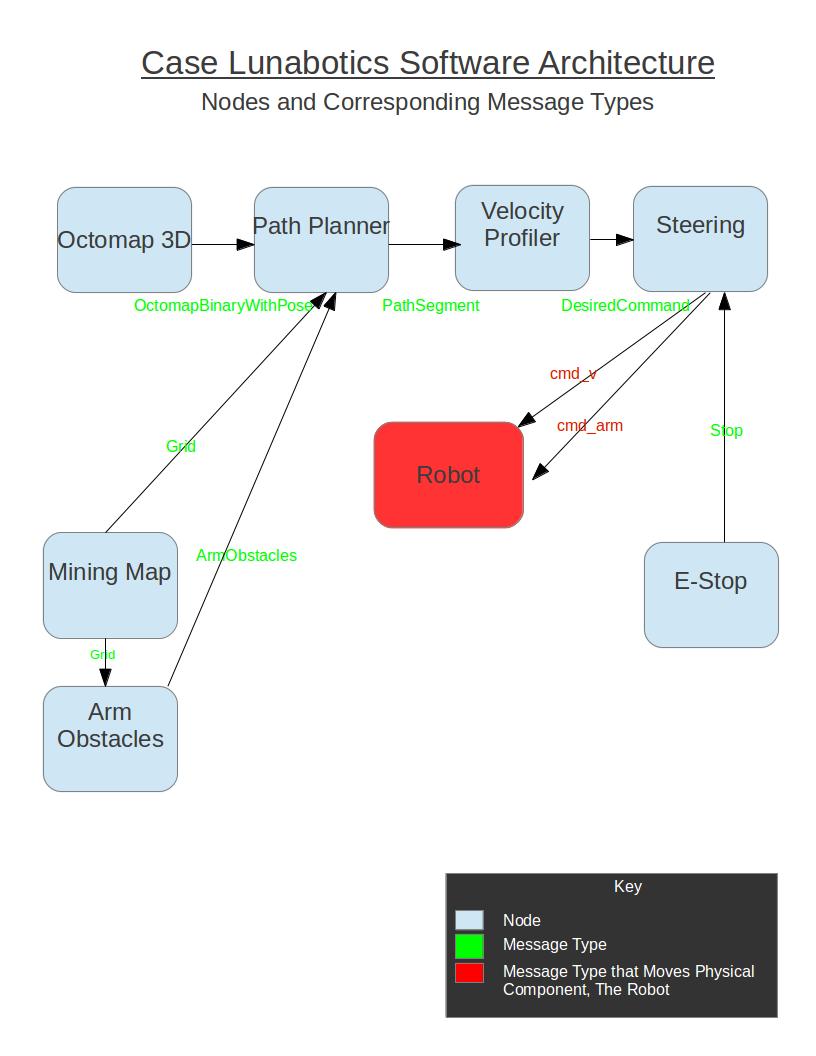 Case Lunabotics Software Architecture
Nodes and Corresponding Message Types
Octomap 3D
Path Planner
Velocity
Profiler
Steering
OctomapBinaryWithPose
PathSegment
DesiredCommand
cmd_v
cmd_arm
Stop
Grid
Robot
ArmObstacles
Mining Map
E-Stop
Grid
Arm
Obstacles
Key
Node
Message Type
Message Type that Moves Physical
Component, The Robot